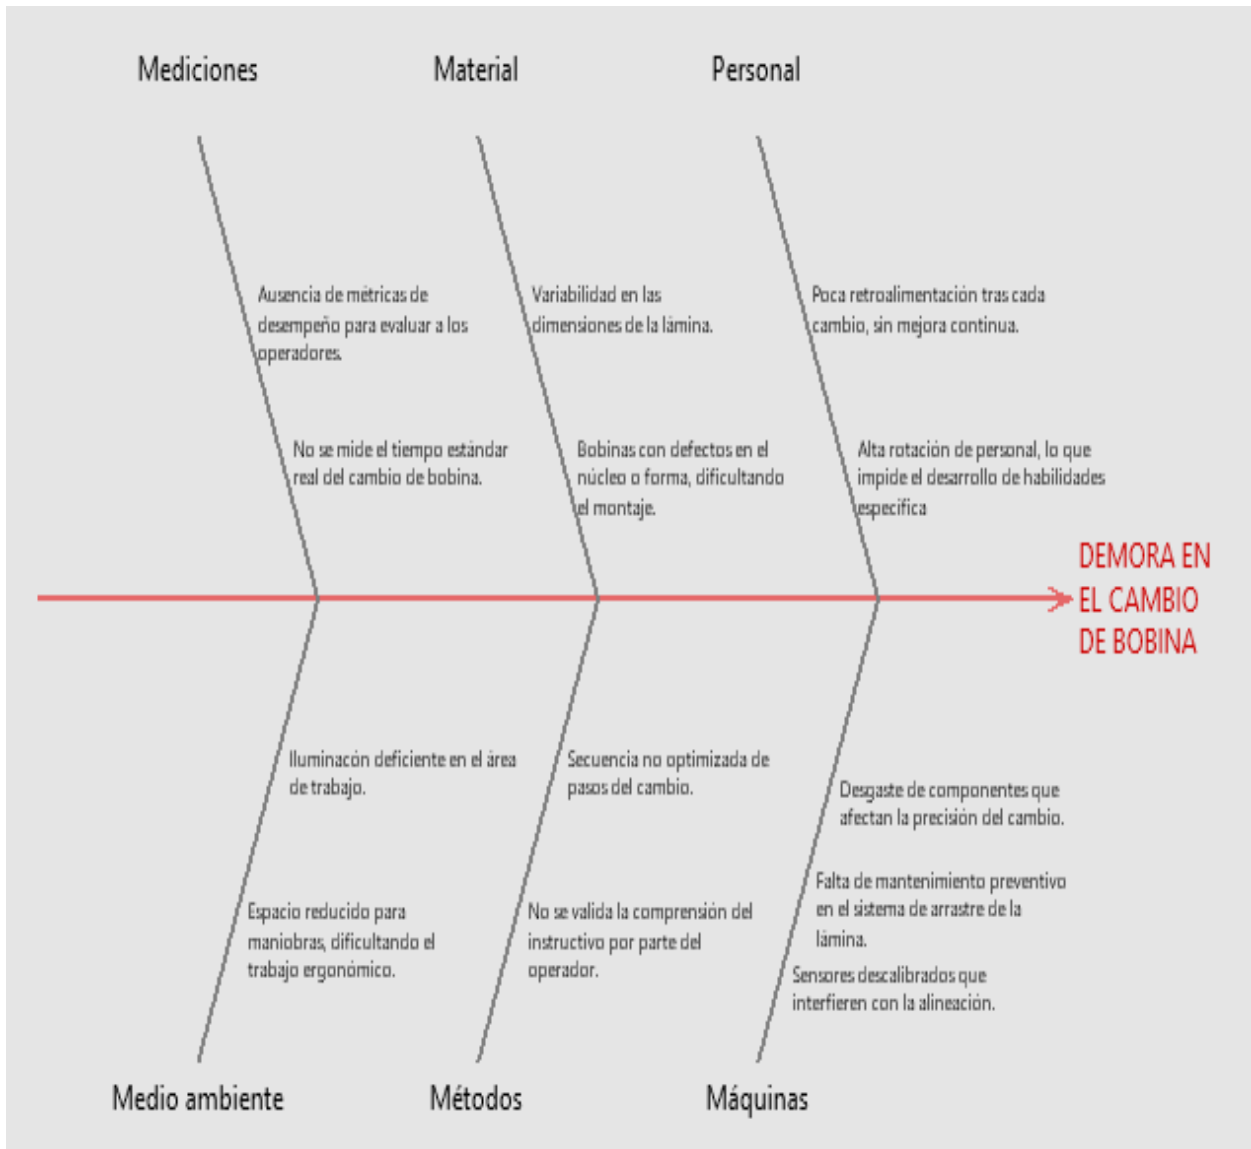 Mediciones
Material
Personal
Ausencia de métricas de
desempeño para evaluar a los
operadores.
Variabilidad en las
dimensiones de la lámina.
Poca retroalimentación tras cada
cambio, sin mejora continua.
No se mide el tiempo estándar
real del cambio de bobina.
Bobinas con defectos en el
núcleo o forma, dificultando
el montaje.
Alta rotación de personal, lo que
impide el desarrollo de habilidades
específica
DEMORA EN
EL CAMBIO
DE BOBINA
Iluminacón deficiente en el área
de trabajo.
Secuencia no optimizada de
pasos del cambio.
Desgaste de componentes que
afectan la precisión del cambio.
Espacio reducido para
maniobras, dificultando el
trabajo ergonómico.
No se valida la comprensión del
instructivo por parte del
operador.
Falta de mantenimiento preventivo
en el sistema de arrastre de la
lámina.
Sensores descalibrados que
interfieren con la alineación.
Medio ambiente
Métodos
Máquinas